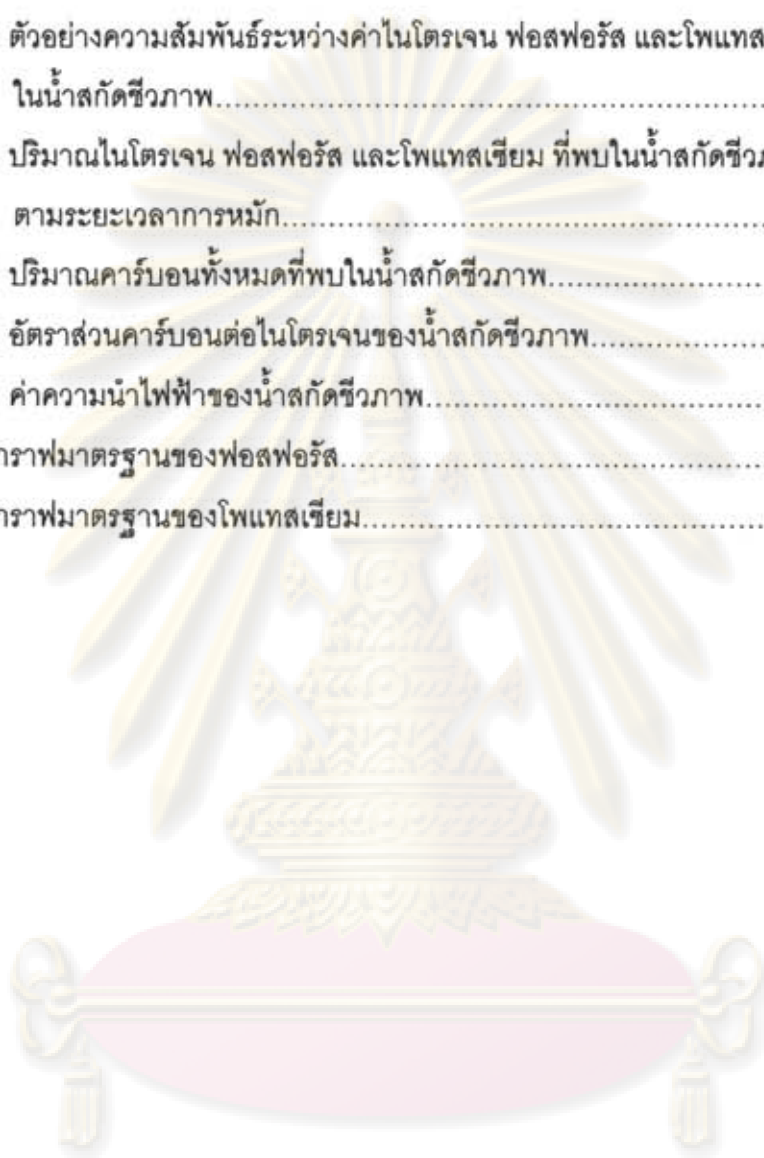 ตัวอย่างความสัมพันธ์ระหว่างค่าไนโตรเจน ฟอสฟอรัส และโพแทส
ในน้ำสกัดชีวภาพ
ปริมาณไนโตรเจน ฟอสฟอรัส และโพแทสเซียม ที่พบในน้ำสกัดชีวภ
ตามระยะเวลาการหมัก
ปริมาณคาร์บอนทั้งหมดที่พบในน้ำสกัดชีวภาพ
อัตราส่วนคาร์บอนต่อไนโตรเจนของน้ำสกัดชีวภาพ
ค่าความนำไฟฟ้าของน้ำสกัดชีวภาพ
กราฟมาตรฐานของฟอสฟอรัส
กราฟมาตรฐานของโพแทสเซียม